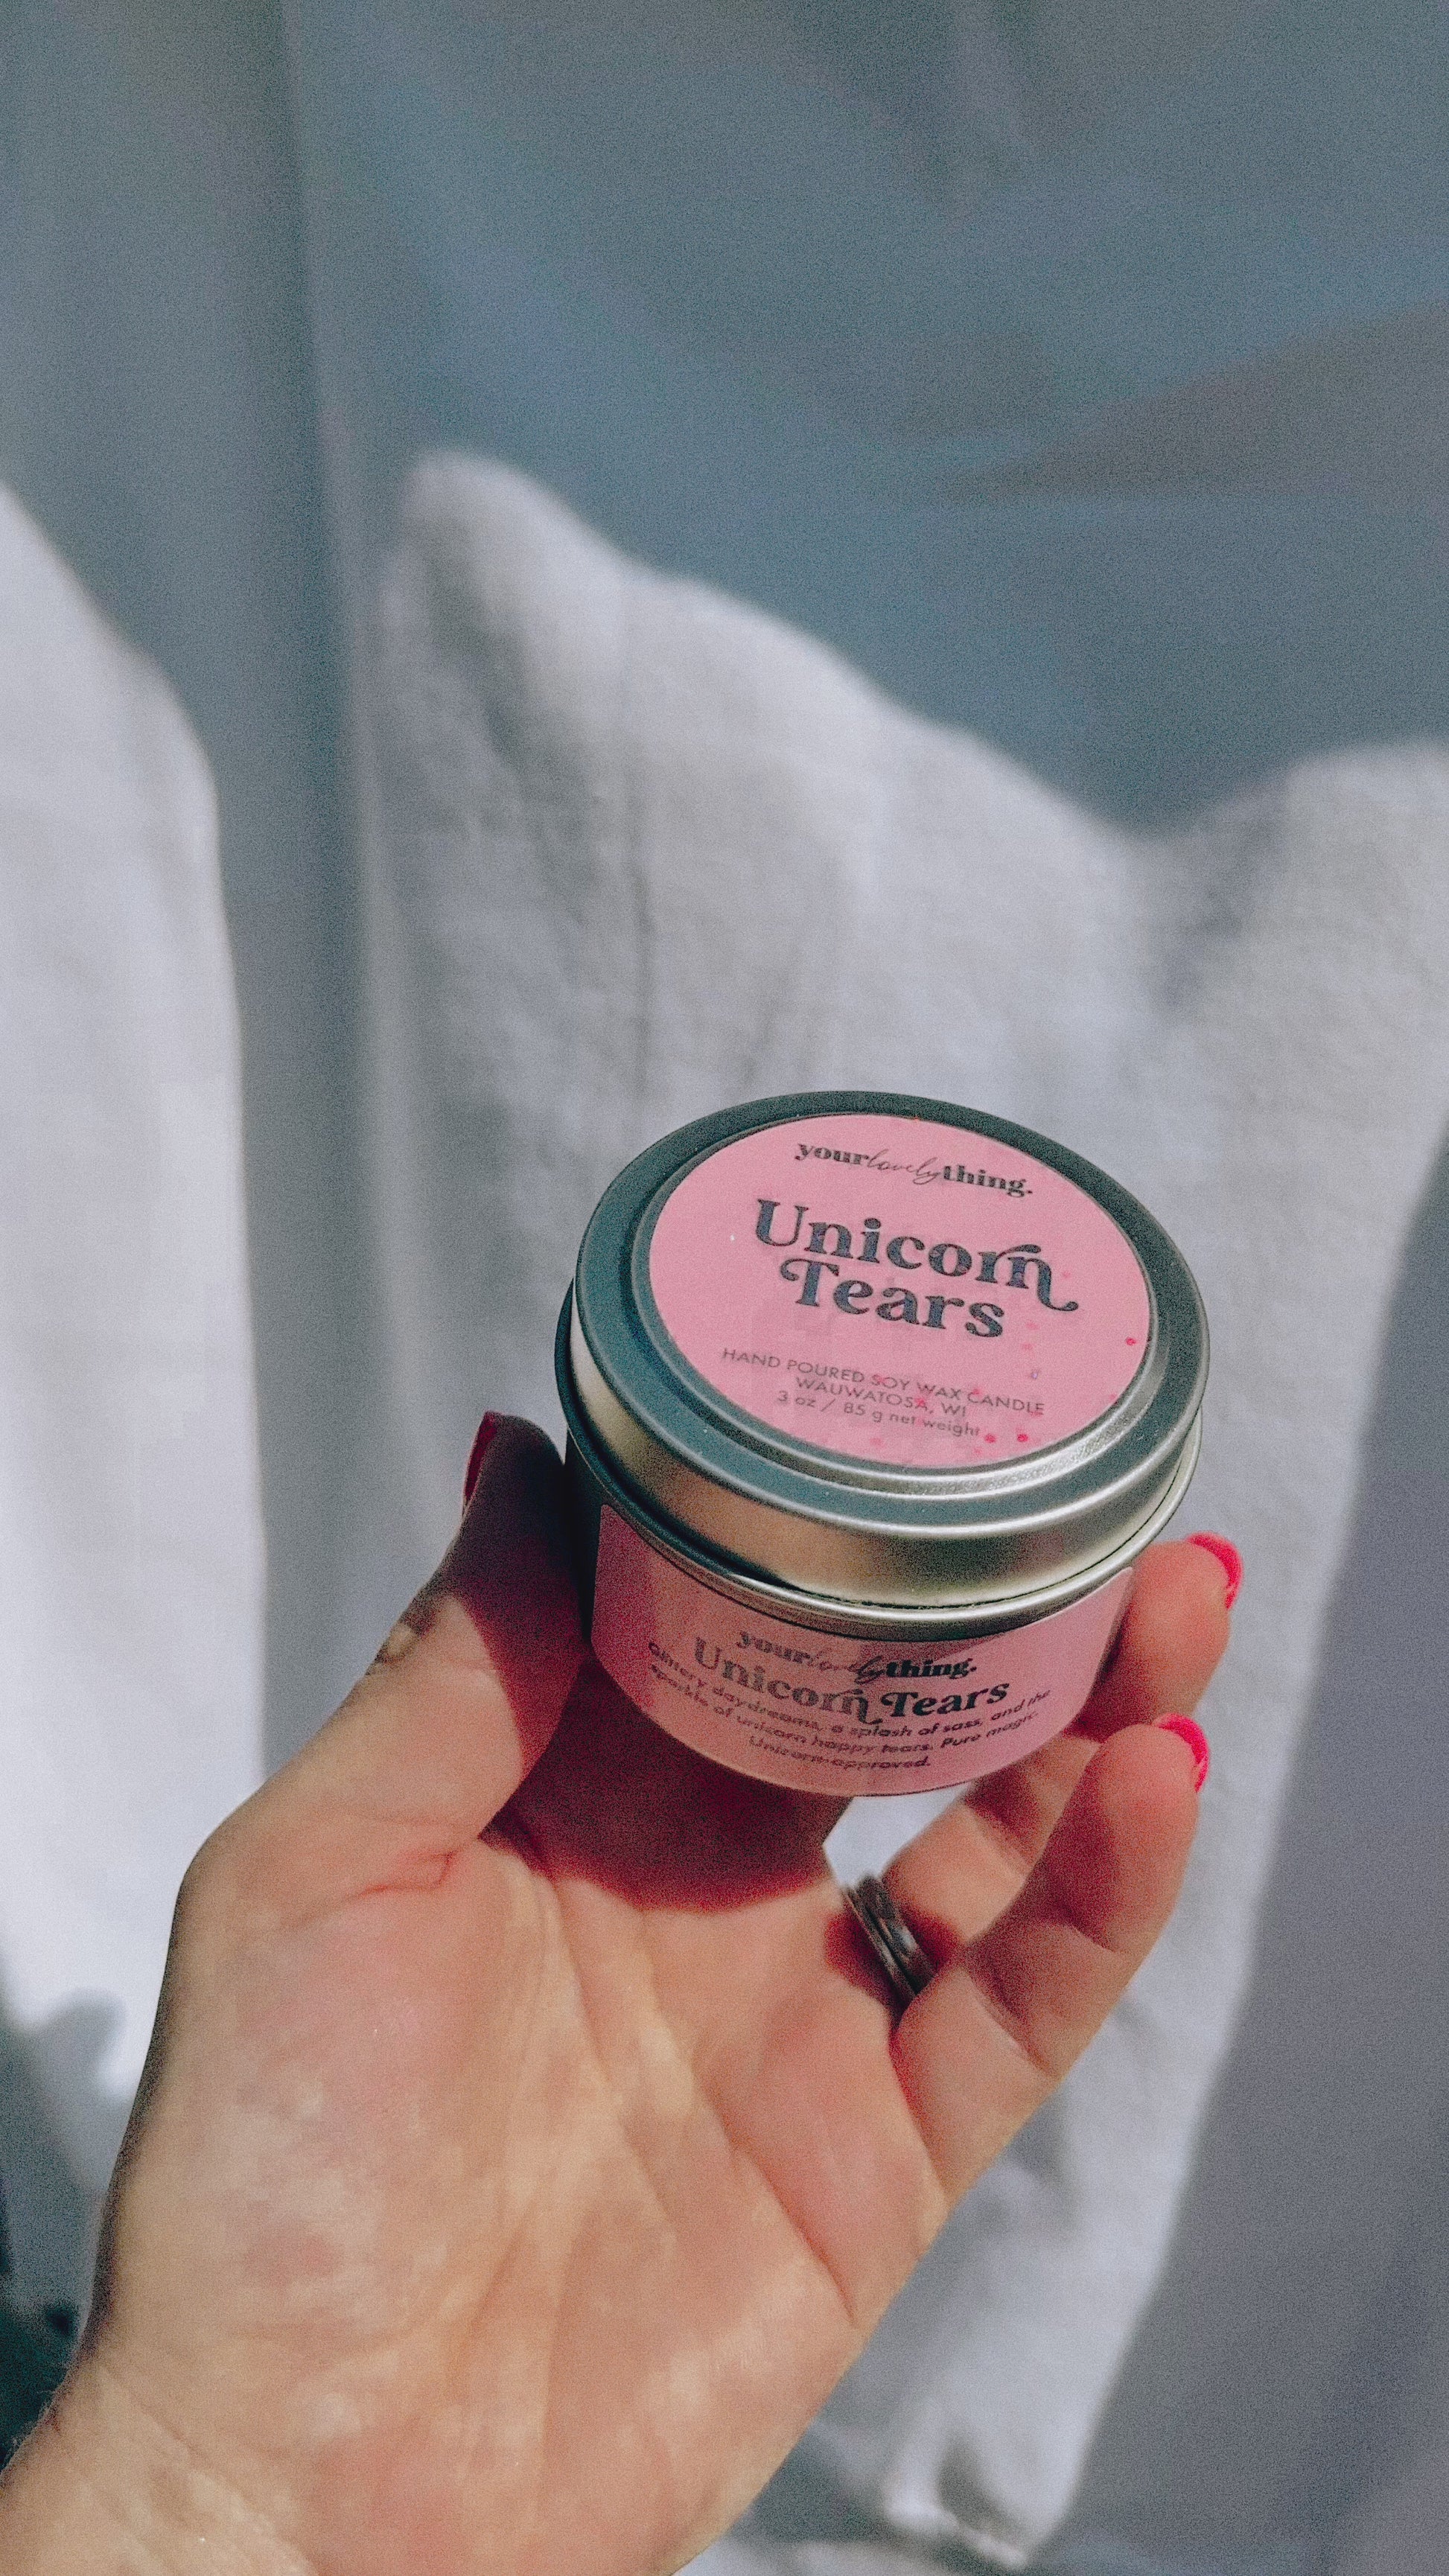 yourlovelything.
Unicorn
Tears
HAND POURED SOY WAX CANDLE
WAUWATOSA, WI
3 oz / 85 g net weight
yourlovelything.
Unicorn Tears
Glittery daydreams, a splash of sass, and the
sparkle of unicorn happy tears. Pure magic.
Unicorn-approved.